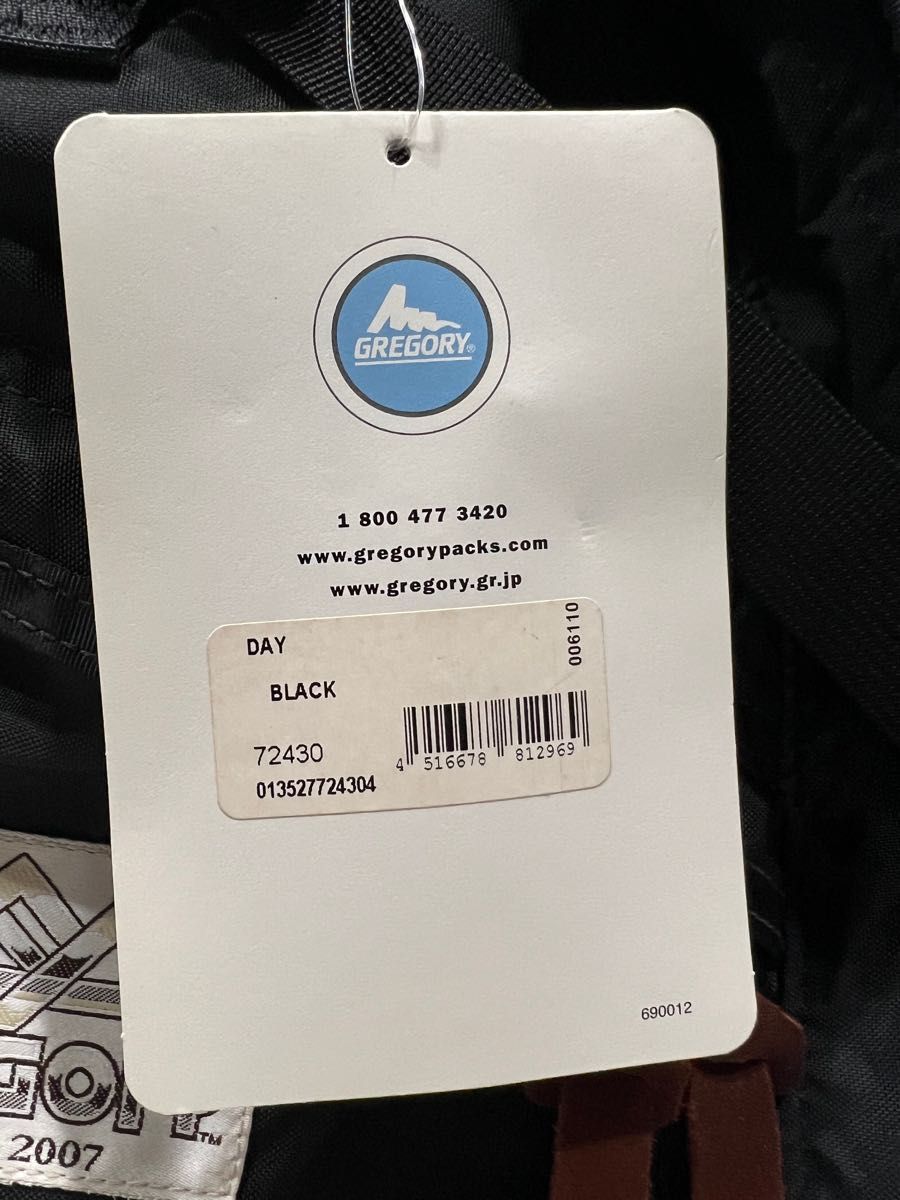 GREGORY®
1 800 477 3420
www.gregorypacks.com
www.gregory.gr.jp
DAY
006110
BLACK
72430
4 516678 812969
013527724304
690012
TM
2007